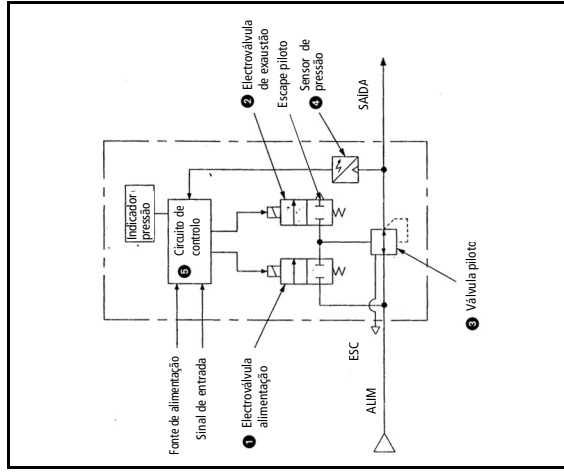 Fonte de alimentação
Sinal de entrada
Indicador
pressão
❺ Circuito de
controlo
❶ Electroválvula
alimentação
❷ Electroválvula
de exaustão
Escape piloto
Sensor de
pressão
❹
SAÍDA
ESC
ALIM
❸ Válvula piloto